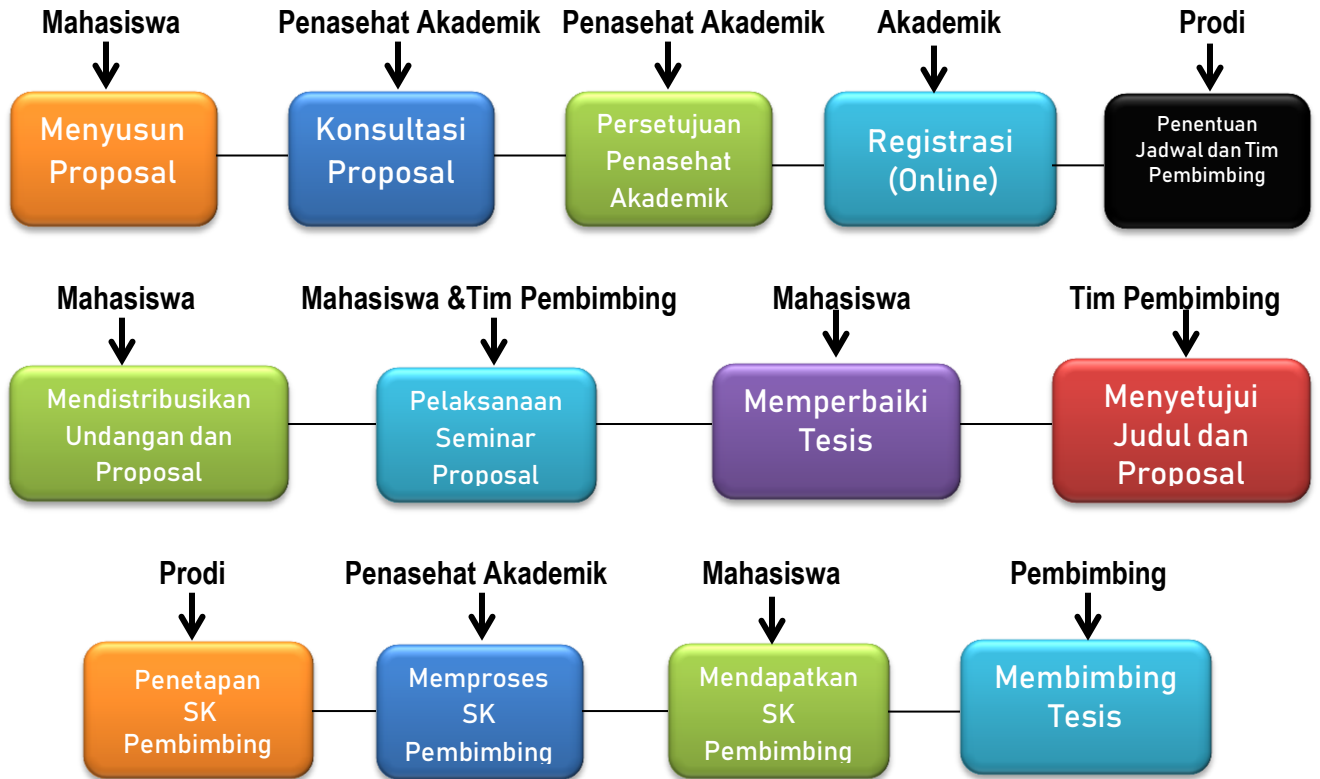 Mahasiswa
Penasehat Akademik
Penasehat Akademik
Akademik
Prodi
Menyusun
Proposal
Konsultasi
Proposal
Persetujuan
Penasehat
Akademik
Registrasi
(Online)
Penentuan
Jadwal dan Tim
Pembimbing
Mahasiswa
Mahasiswa &Tim Pembimbing
Mahasiswa
Tim Pembimbing
Mendistribusikan
Undangan dan
Proposal
Pelaksanaan
Seminar
Proposal
Memperbaiki
Tesis
Menyetujui
Judul dan
Proposal
Prodi
Penasehat Akademik
Mahasiswa
Pembimbing
Penetapan
SK
Pembimbing
Memproses
SK
Pembimbing
Mendapatkan
SK
Pembimbing
Membimbing
Tesis